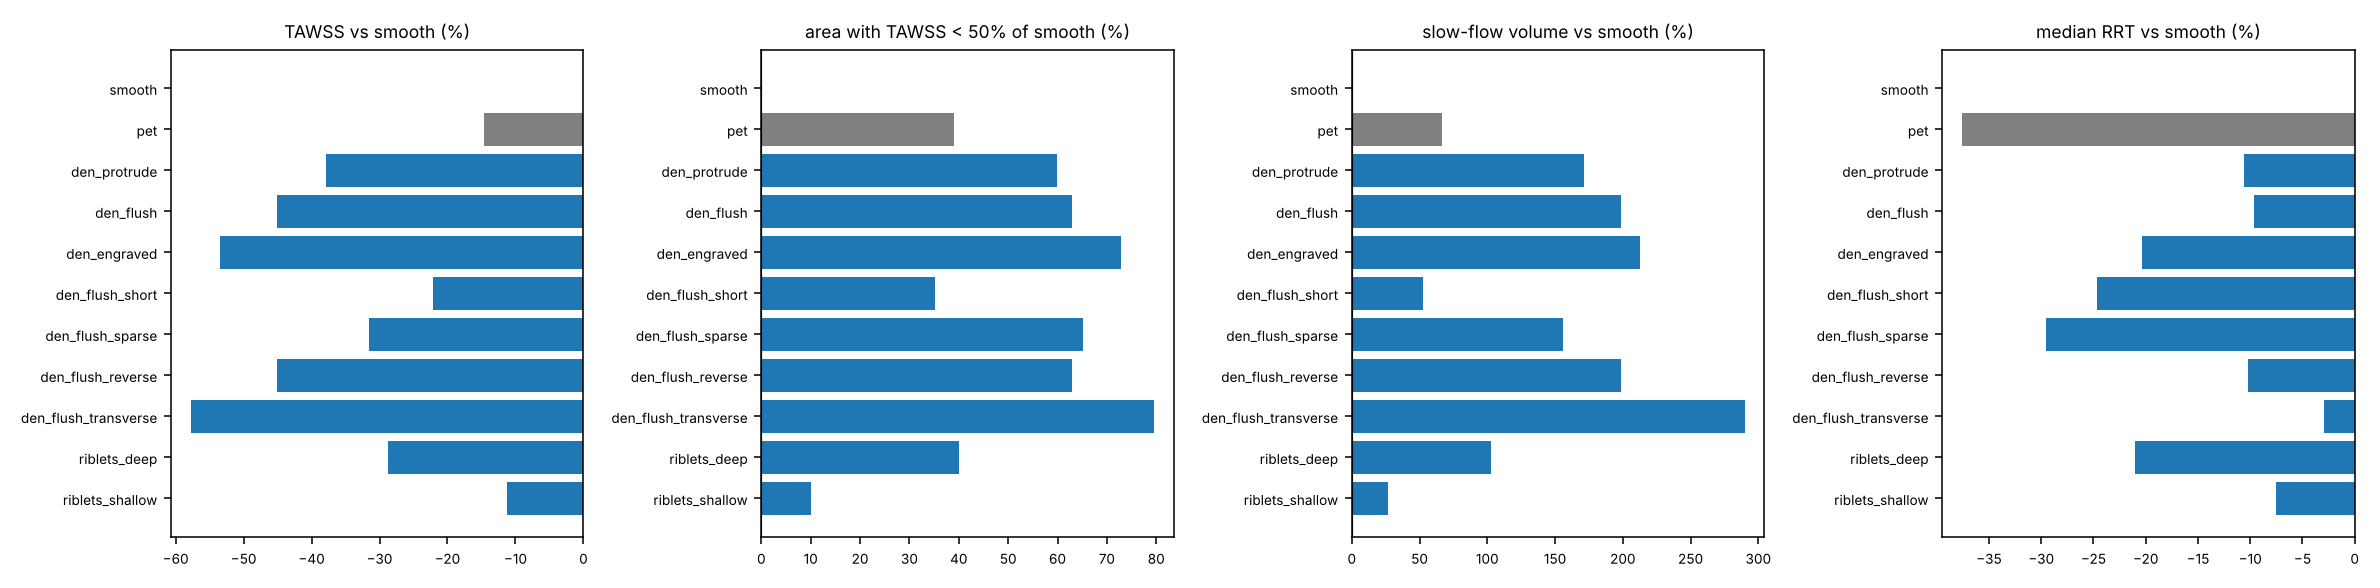 TAWSS vs smooth (%)
smooth
pet
den_protrude
den_flush
den_engraved
den_flush_short
den_flush_sparse
den_flush_reverse
den_flush_transverse
riblets_deep
riblets_shallow
−60 −50 −40 −30 −20 −10 0
area with TAWSS < 50% of smooth (%)
smooth
pet
den_protrude
den_flush
den_engraved
den_flush_short
den_flush_sparse
den_flush_reverse
den_flush_transverse
riblets_deep
riblets_shallow
0 10 20 30 40 50 60 70 80
slow-flow volume vs smooth (%)
smooth
pet
den_protrude
den_flush
den_engraved
den_flush_short
den_flush_sparse
den_flush_reverse
den_flush_transverse
riblets_deep
riblets_shallow
0 50 100 150 200 250 300
median RRT vs smooth (%)
smooth
pet
den_protrude
den_flush
den_engraved
den_flush_short
den_flush_sparse
den_flush_reverse
den_flush_transverse
riblets_deep
riblets_shallow
−35 −30 −25 −20 −15 −10 −5 0